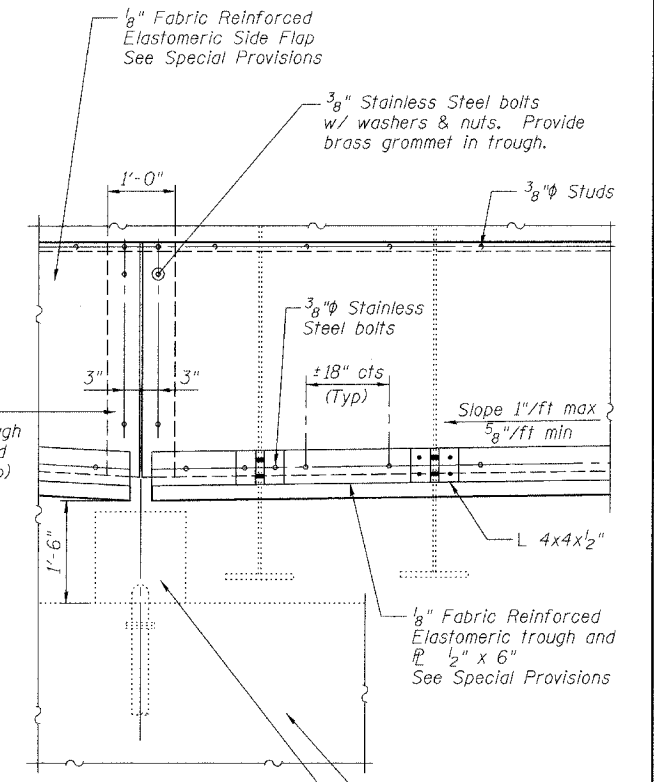 1/8" Fabric Reinforced
Elastomeric Side Flap
See Special Provisions
3/8" Stainless Steel bolts
w/ washers & nuts. Provide
brass grommet in trough.
1'-0"
3/8"ϕ Studs
3/8"ϕ Stainless
Steel bolts
3"
3"
±18" cts
(Typ)
Slope 1"/ft max
5/8"/ft min
1'-6"
L 4x4x1/2"
1/8" Fabric Reinforced
Elastomeric trough and
℄ 1/2" x 6"
See Special Provisions